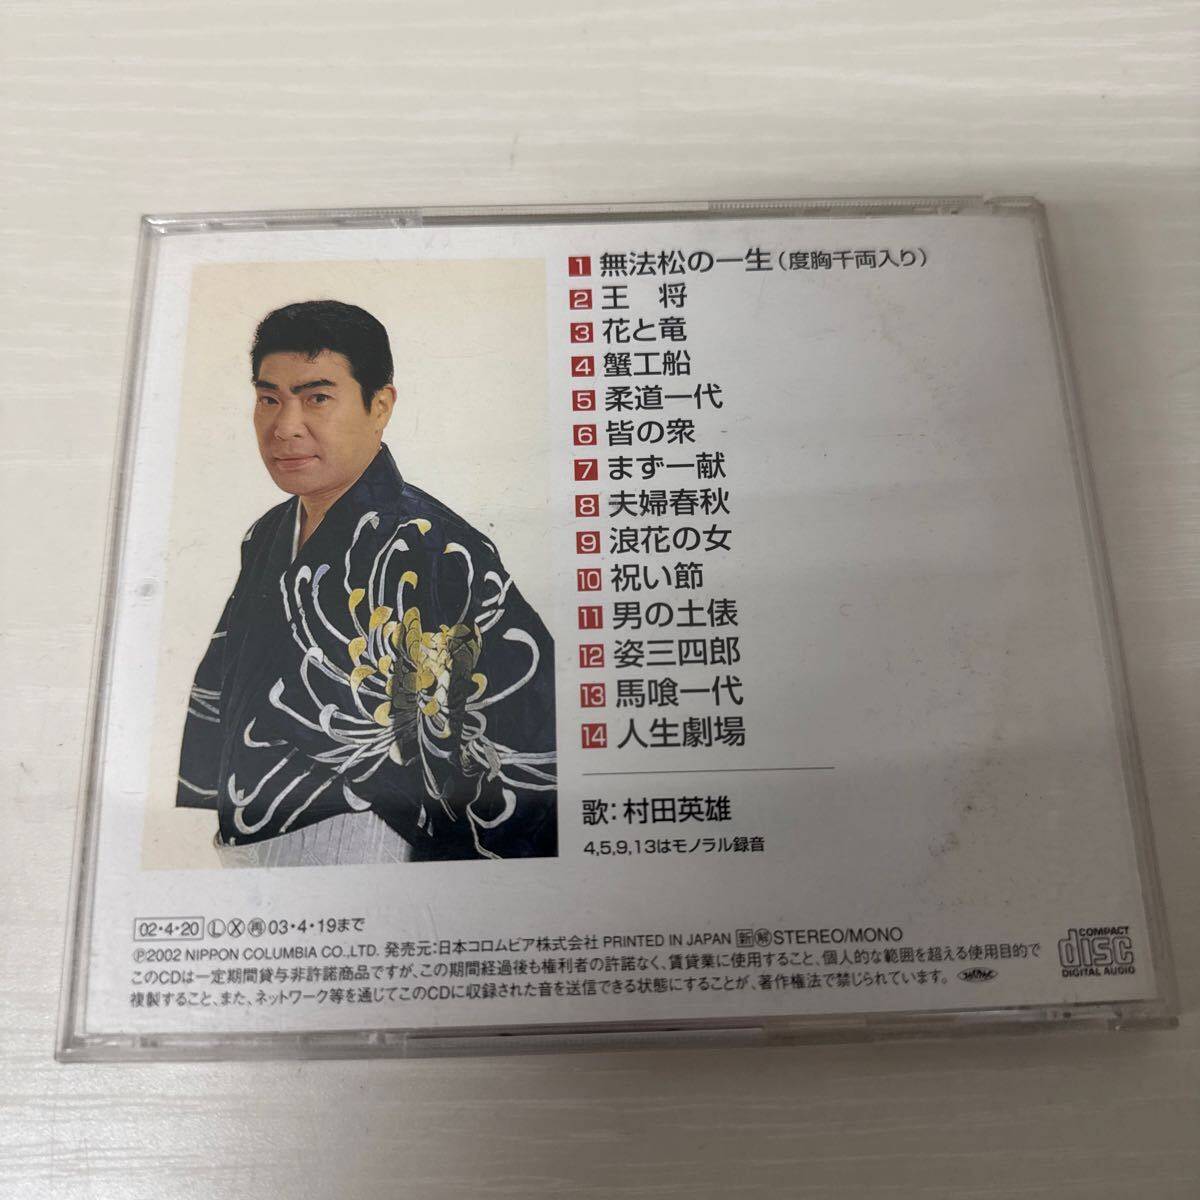 1 無法松の一生（度胸千両入り）
2 王　将
3 花と竜
4 蟹工船
5 柔道一代
6 皆の衆
7 まず一献
8 夫婦春秋
9 浪花の女
10 祝い節
11 男の土俵
12 姿三四郎
13 馬喰一代
14 人生劇場
歌：村田英雄
4,5,9,13はモノラル録音
02・4・20 Ⓛ Ⓧ ㊢03・4・19まで
Ⓟ2002 NIPPON COLUMBIA CO.,LTD. 発売元：日本コロムビア株式会社 PRINTED IN JAPAN 新 解 STEREO/MONO
このCDは一定期間貸与非許諾商品ですが、この期間経過後も権利者の許諾なく、賃貸業に使用すること、個人的な範囲を超える使用目的で
複製すること、また、ネットワーク等を通じてこのCDに収録された音を送信できる状態にすることが、著作権法で禁じられています。
COMPACT
disc
DIGITAL AUDIO